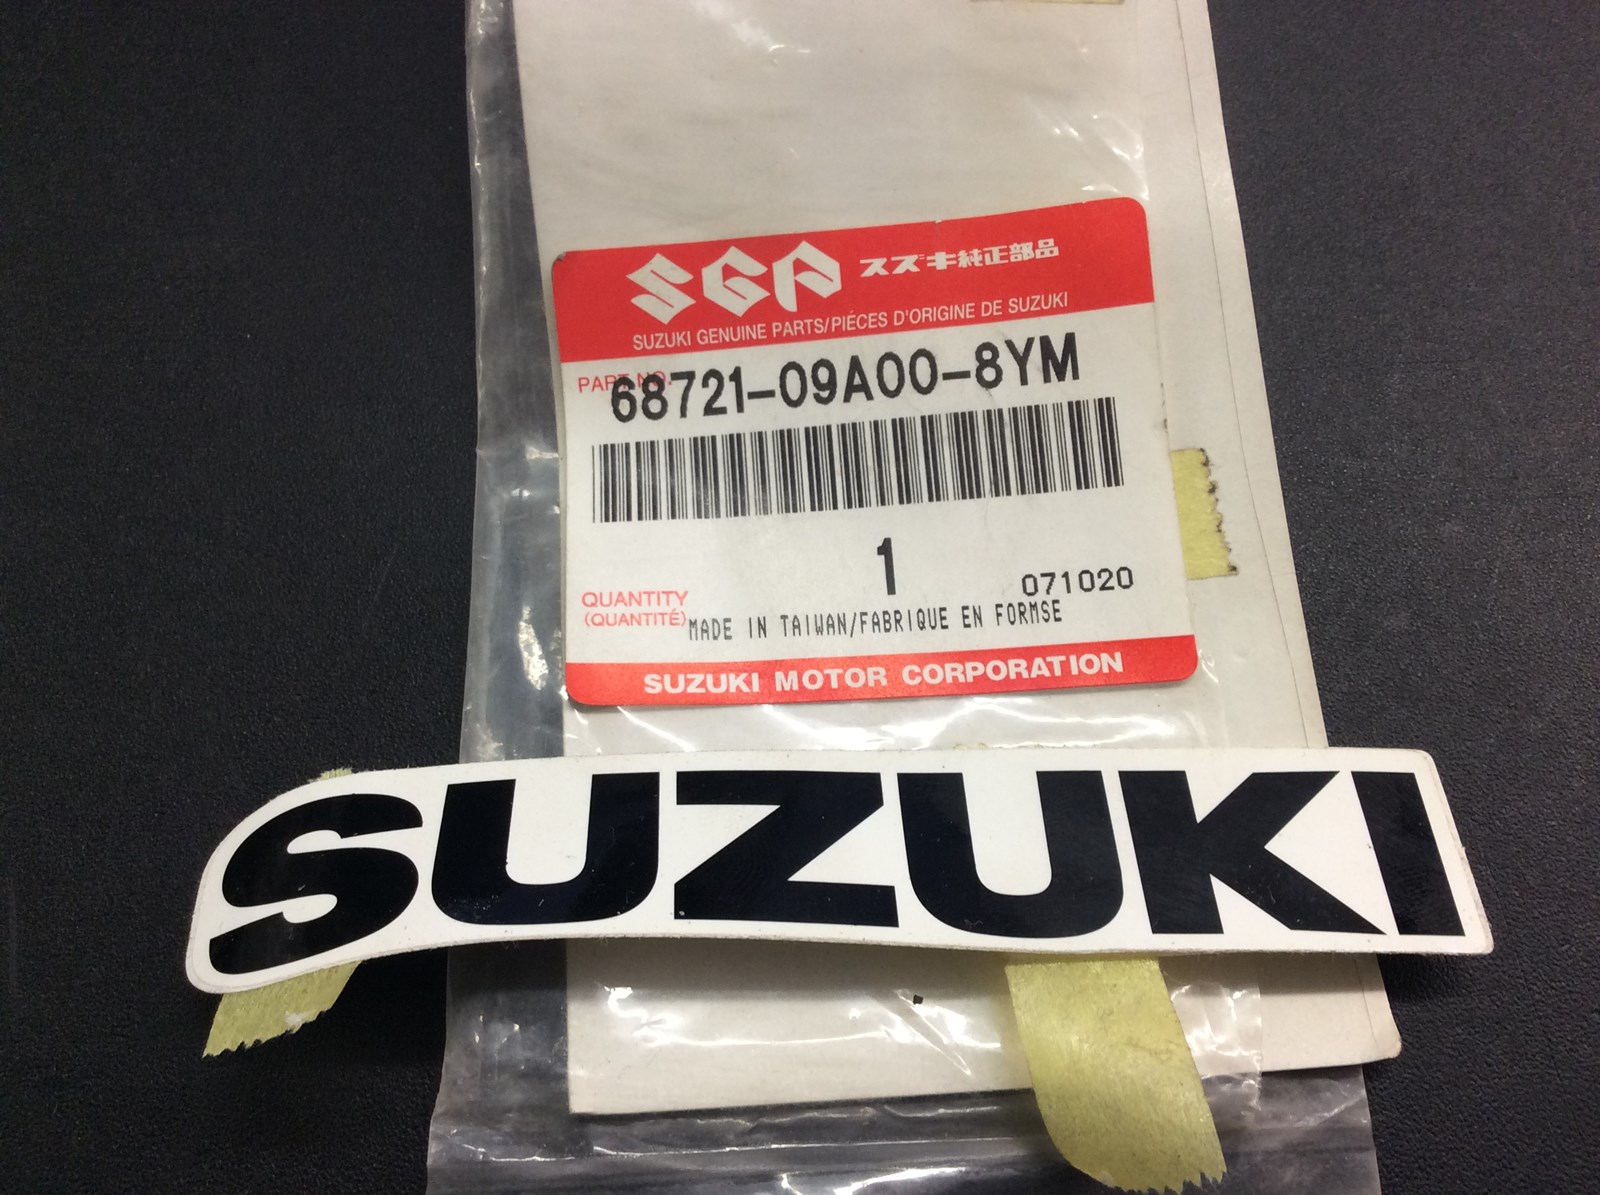 SGP スズキ純正部品
SUZUKI GENUINE PARTS/PIÉCES D'ORIGINE DE SUZUKI
PART NO.
68721-09A00-8YM
1
071020
QUANTITY
(QUANTITÉ)
MADE IN TAIWAN/FABRIQUE EN FORMSE
SUZUKI MOTOR CORPORATION
SUZUKI